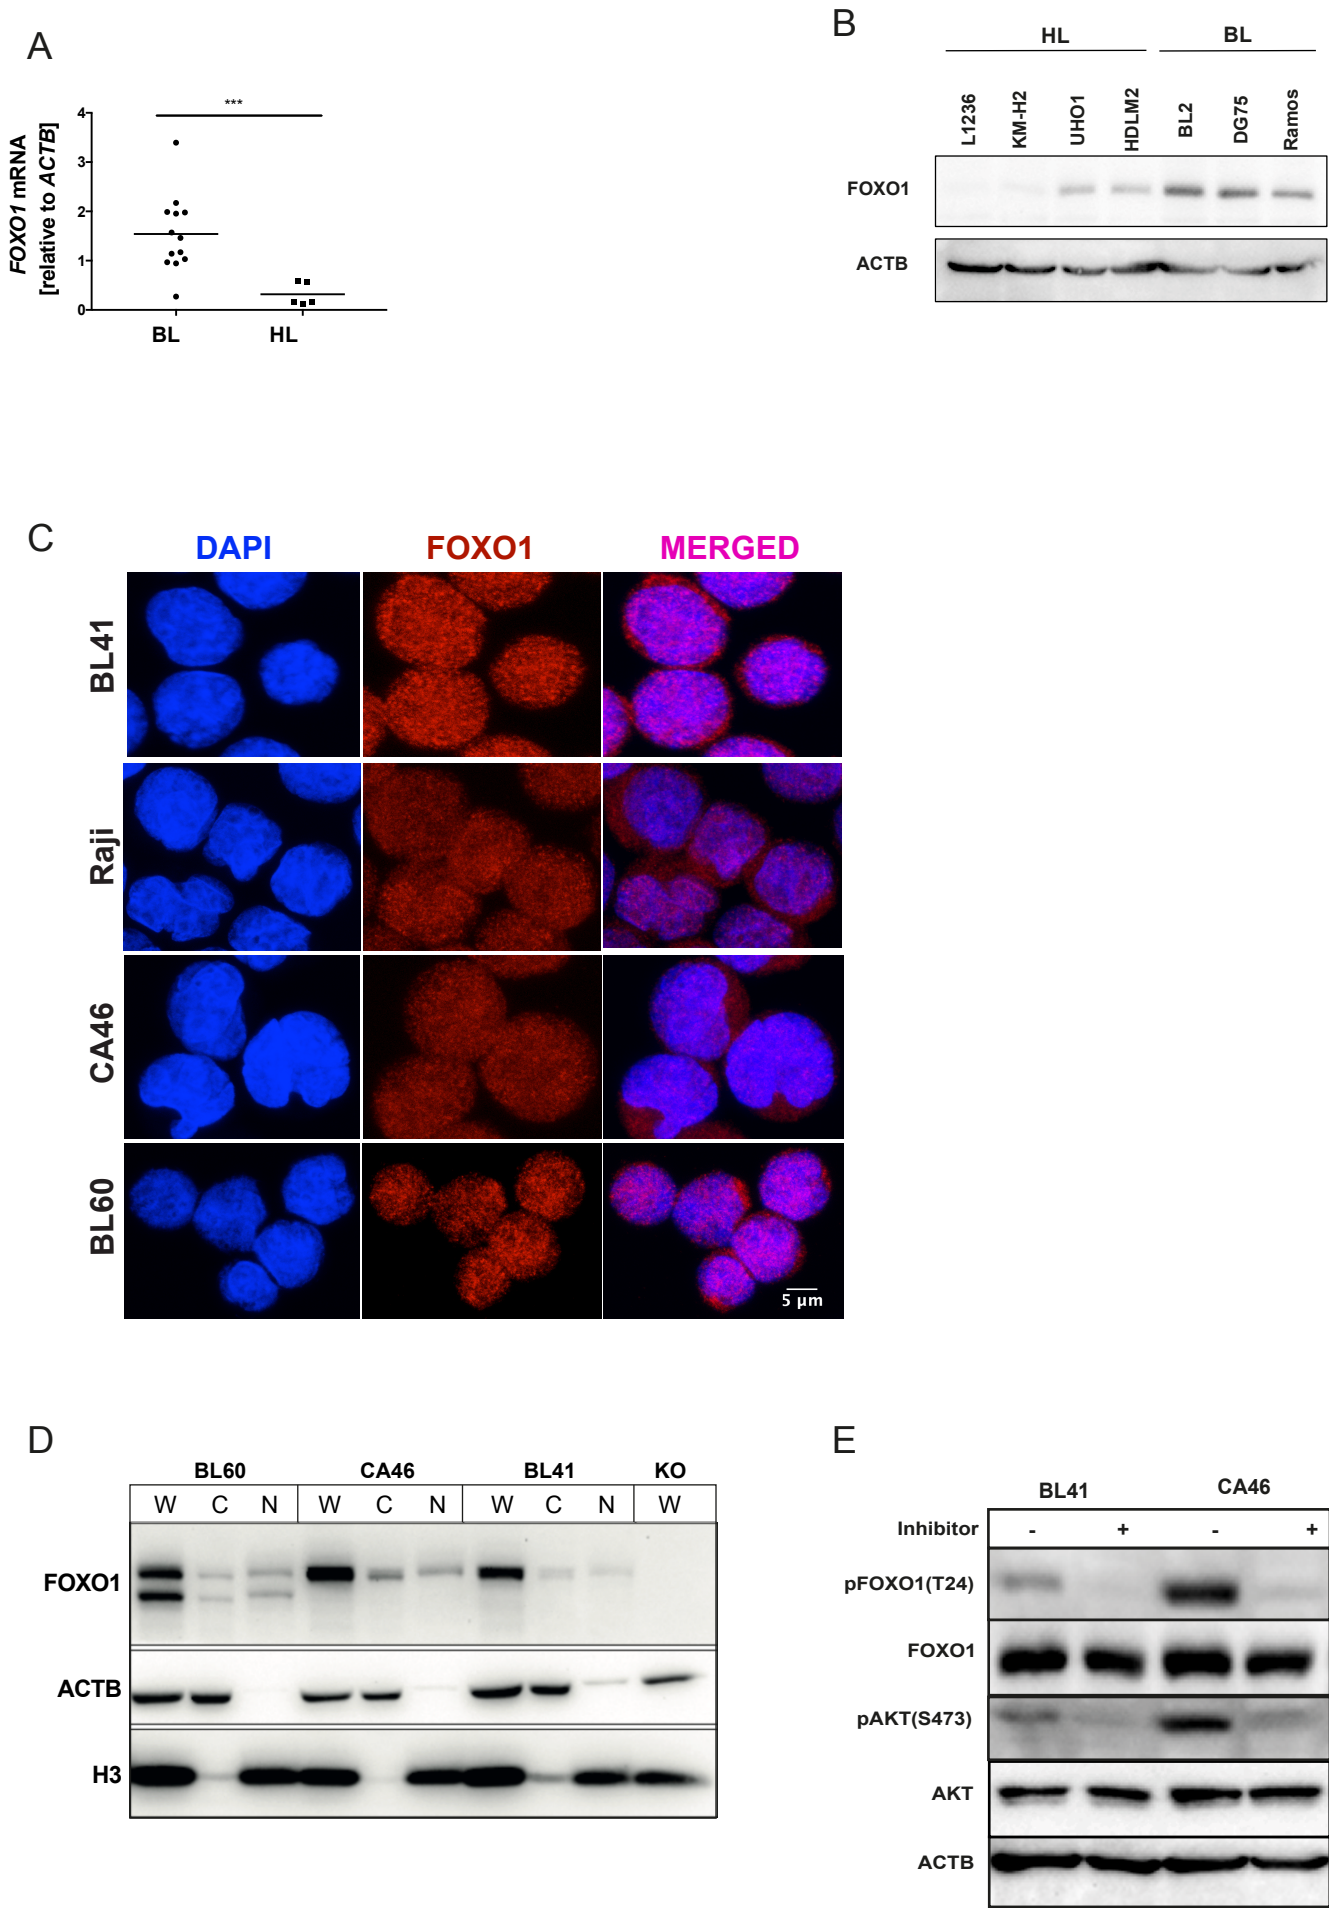 A
***
FOXO1 mRNA
[relative to ACTB]
4
3
2
1
0
BL HL
B
HL BL
L1236 KM-H2 UHO1 HDLM2 BL2 DG75 Ramos
FOXO1
ACTB
C
DAPI FOXO1 MERGED
BL41
Raji
CA46
BL60
5 µm
D
BL60 CA46 BL41 KO
W C N W C N W C N W
FOXO1
ACTB
H3
E
BL41 CA46
Inhibitor - + - +
pFOXO1(T24)
FOXO1
pAKT(S473)
AKT
ACTB